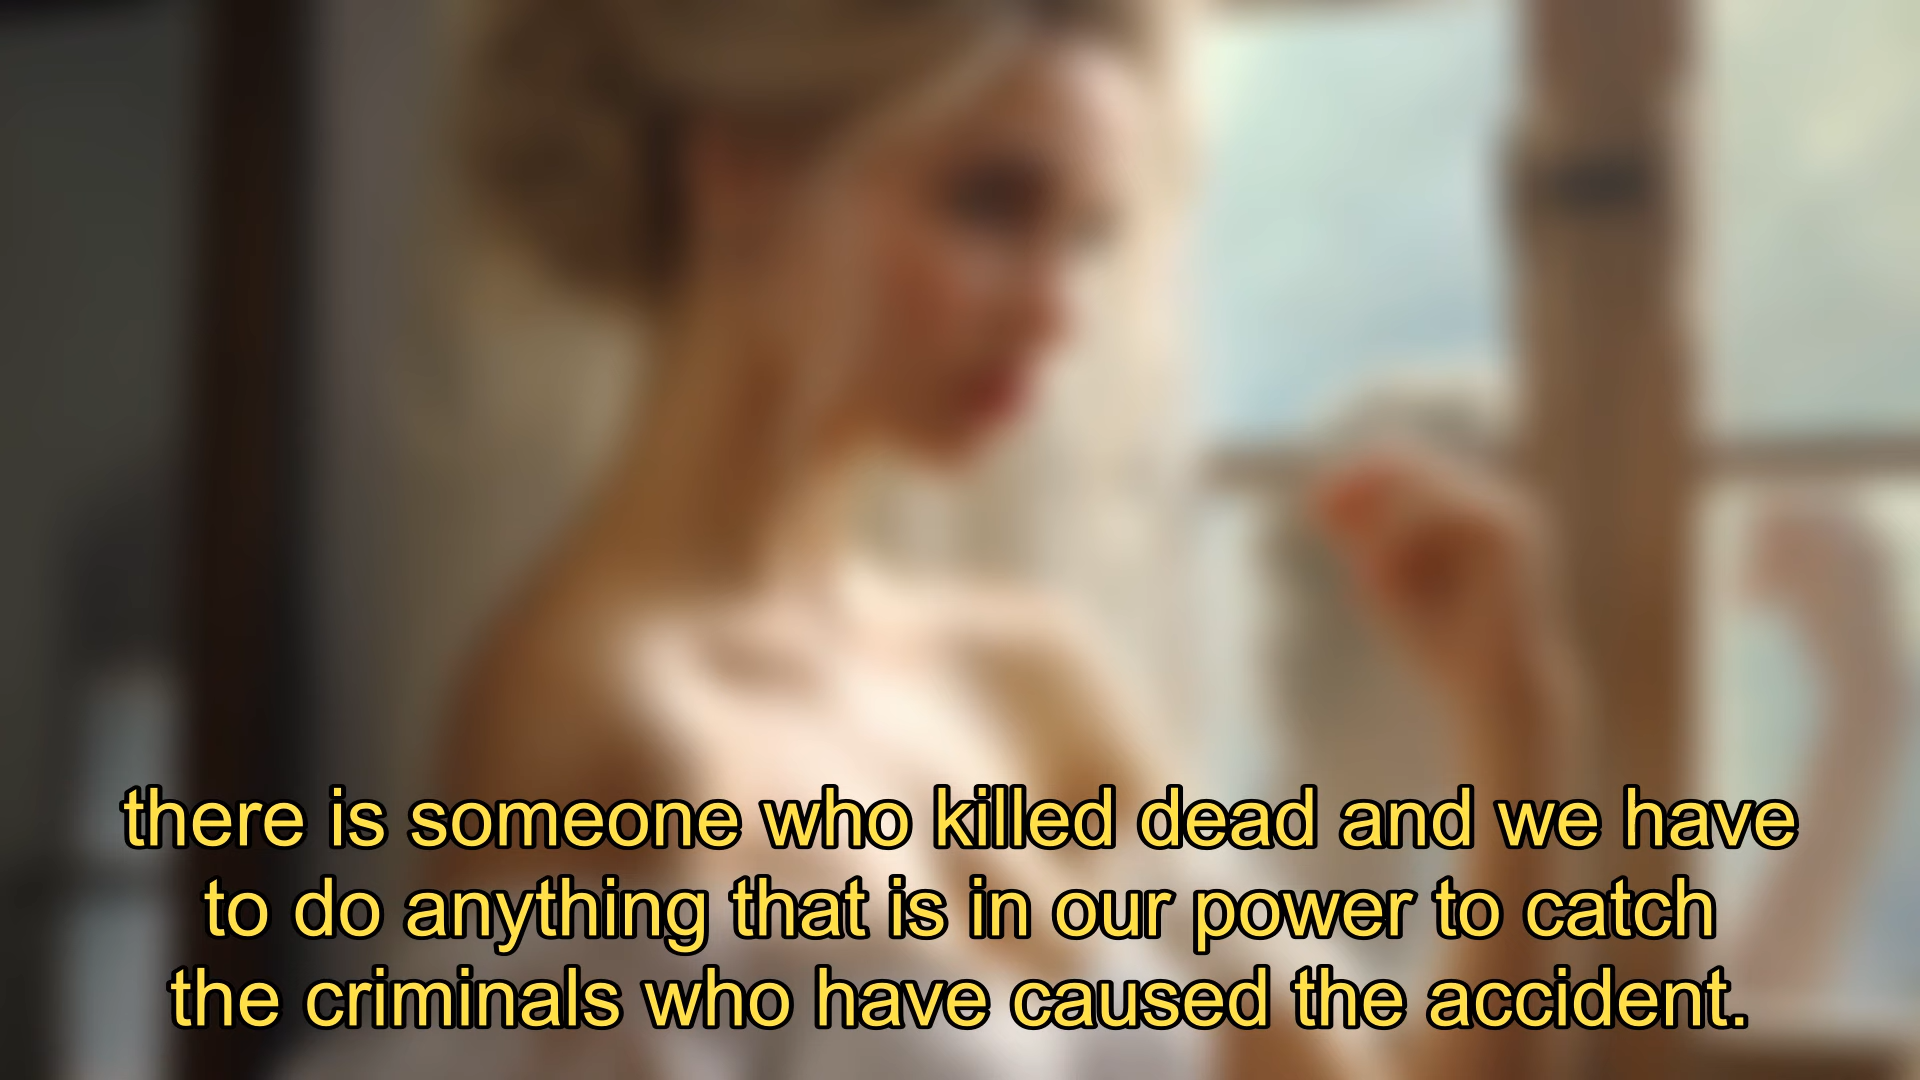 there is someone who killed dead and we have
to do anything that is in our power to catch
the criminals who have caused the accident.